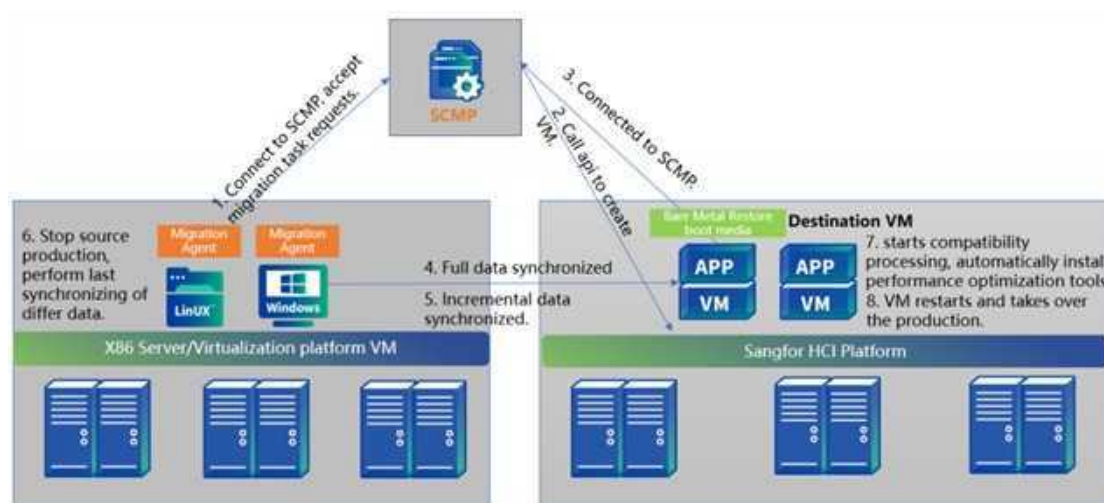 SCMP
1. Connect to SCMP, accept
migration task requests.
2. Call api to create
VM.
3. Connected to SCMP.
6. Stop source
production,
perform last
synchronizing of
differ data.
Migration
Agent
Migration
Agent
LinUX
Windows
4. Full data synchronized
5. Incremental data
synchronized.
Bare Metal Restore
boot media
Destination VM
APP
VM
APP
VM
7. starts compatibility
processing, automatically install
performance optimization tools
8. VM restarts and takes over
the production.
X86 Server/Virtualization platform VM
Sangfor HCI Platform